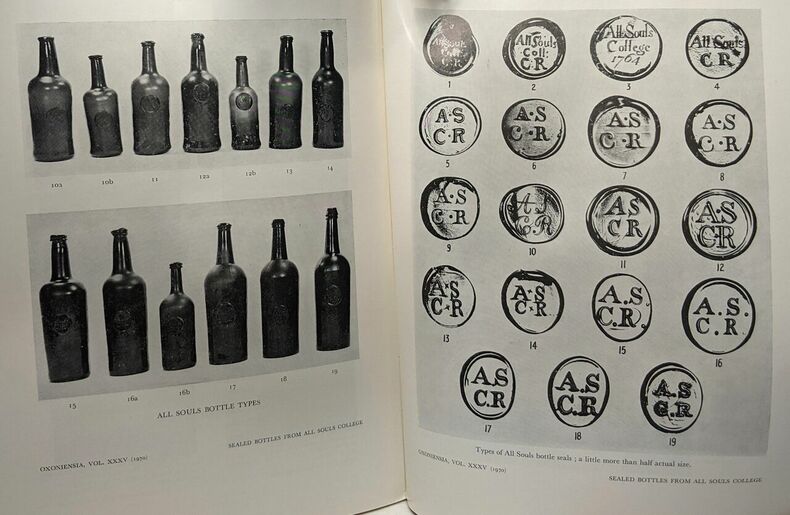 10a 10b 11 12a 12b 13 14
15 16a 16b 17 18 19
ALL SOULS BOTTLE TYPES
SEALED BOTTLES FROM ALL SOULS COLLEGE
OXONIENSIA, VOL. XXXV (1970)
All Souls
Coll:
C:R
All Souls
College
1764
All Souls
C R
1 2 3 4
A·S
C·R
A·S
C·R
A·S
C·R
A·S
C·R
5 6 7 8
A·S
C·R
A S
C R
A S
C R
A·S
C·R
9 10 11 12
A·S
C·R
A·S
C·R
A.S
C.R.
A.S.
C.R
13 14 15 16
A.S
C R
A.S
C.R
A.S
C.R
17 18 19
Types of All Souls bottle seals ; a little more than half actual size.
OXONIENSIA, VOL. XXXV (1970)
SEALED BOTTLES FROM ALL SOULS COLLEGE